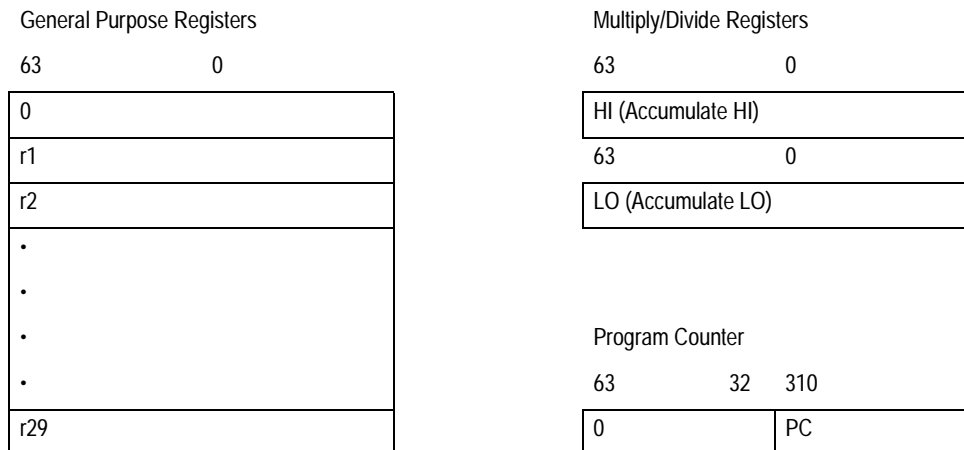 General Purpose Registers
63 0
0
r1
r2
•
•
•
•
r29
Multiply/Divide Registers
63 0
HI (Accumulate HI)
63 0
LO (Accumulate LO)
Program Counter
63 32 310
0 PC